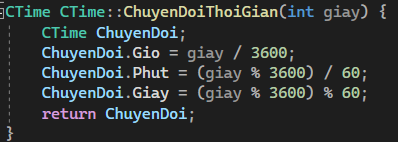 CTime CTime::ChuyenDoiThoiGian(int giay) {
CTime ChuyenDoi;
ChuyenDoi.Gio = giay / 3600;
ChuyenDoi.Phut = (giay % 3600) / 60;
ChuyenDoi.Giay = (giay % 3600) % 60;
return ChuyenDoi;
}